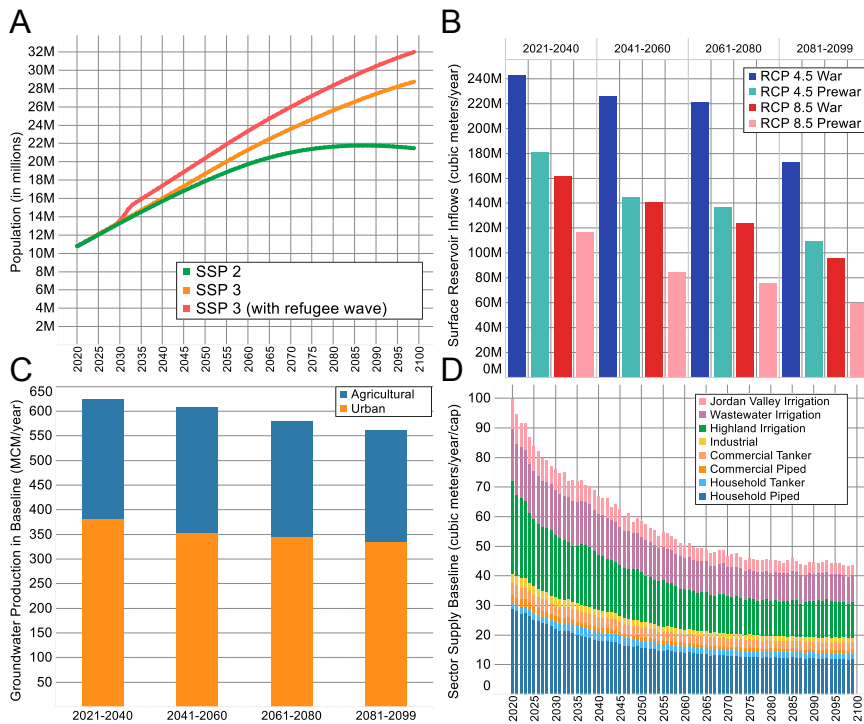 A
Population (in millions)
32M
30M
28M
26M
24M
22M
20M
18M
16M
14M
12M
10M
8M
6M
4M
2M
SSP 2
SSP 3
SSP 3 (with refugee wave)
2020
2025
2030
2035
2040
2045
2050
2055
2060
2065
2070
2075
2080
2085
2090
2095
2100
B
2021-2040 2041-2060 2061-2080 2081-2099
Surface Reservoir Inflows (cubic meters/year)
240M
220M
200M
180M
160M
140M
120M
100M
80M
60M
40M
20M
0M
RCP 4.5 War
RCP 4.5 Prewar
RCP 8.5 War
RCP 8.5 Prewar
C
Groundwater Production in Baseline (MCM/year)
650
600
550
500
450
400
350
300
250
200
150
100
50
Agricultural
Urban
2021-2040 2041-2060 2061-2080 2081-2099
D
Sector Supply Baseline (cubic meters/year/cap)
100
90
80
70
60
50
40
30
20
10
0
Jordan Valley Irrigation
Wastewater Irrigation
Highland Irrigation
Industrial
Commercial Tanker
Commercial Piped
Household Tanker
Household Piped
2020
2025
2030
2035
2040
2045
2050
2055
2060
2065
2070
2075
2080
2085
2090
2095
210